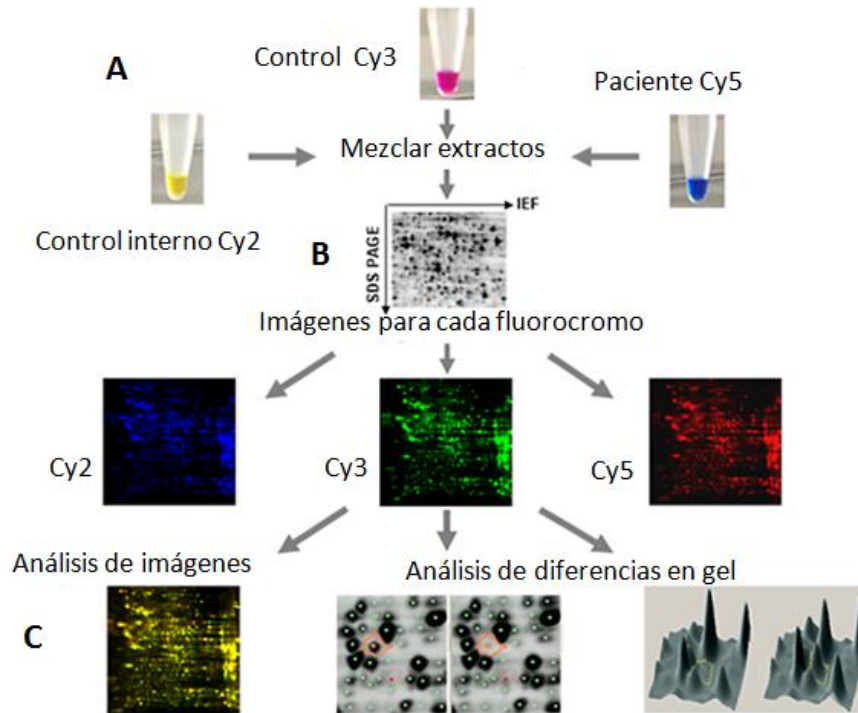 A
Control Cy3
Paciente Cy5
Mezclar extractos
Control interno Cy2
IEF
B
SDS PAGE
Imágenes para cada fluorocromo
Cy2
Cy3
Cy5
Análisis de imágenes
Análisis de diferencias en gel
C